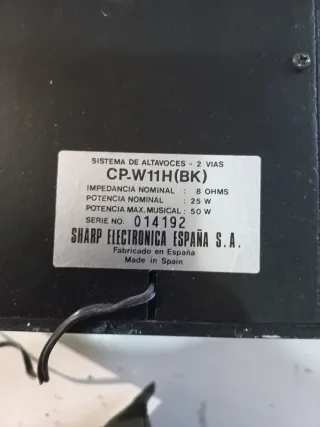 SISTEMA DE ALTAVOCES - 2 VIAS
CP-W11H(BK)
IMPEDANCIA NOMINAL : 8 OHMS
POTENCIA NOMINAL : 25 W
POTENCIA MAX. MUSICAL : 50 W
SERIE NO. 014192
SHARP ELECTRONICA ESPAÑA S.A.
Fabricado en España
Made in Spain